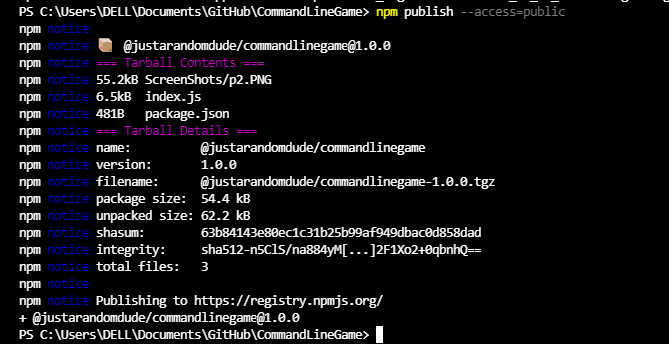 PS C:\Users\DELL\Documents\GitHub\CommandLineGame> npm publish --access=public
npm notice
npm notice 📦 @justarandomdude/commandlinegame@1.0.0
npm notice === Tarball Contents ===
npm notice 55.2kB ScreenShots/p2.PNG
npm notice 6.5kB  index.js
npm notice 481B   package.json
npm notice === Tarball Details ===
npm notice name:          @justarandomdude/commandlinegame
npm notice version:       1.0.0
npm notice filename:      @justarandomdude/commandlinegame-1.0.0.tgz
npm notice package size:  54.4 kB
npm notice unpacked size: 62.2 kB
npm notice shasum:        63b84143e80ec1c31b25b99af949dbac0d858dad
npm notice integrity:     sha512-n5ClS/na884yM[...]2F1Xo2+0qbnhQ==
npm notice total files:   3
npm notice
npm notice Publishing to https://registry.npmjs.org/
+ @justarandomdude/commandlinegame@1.0.0
PS C:\Users\DELL\Documents\GitHub\CommandLineGame>